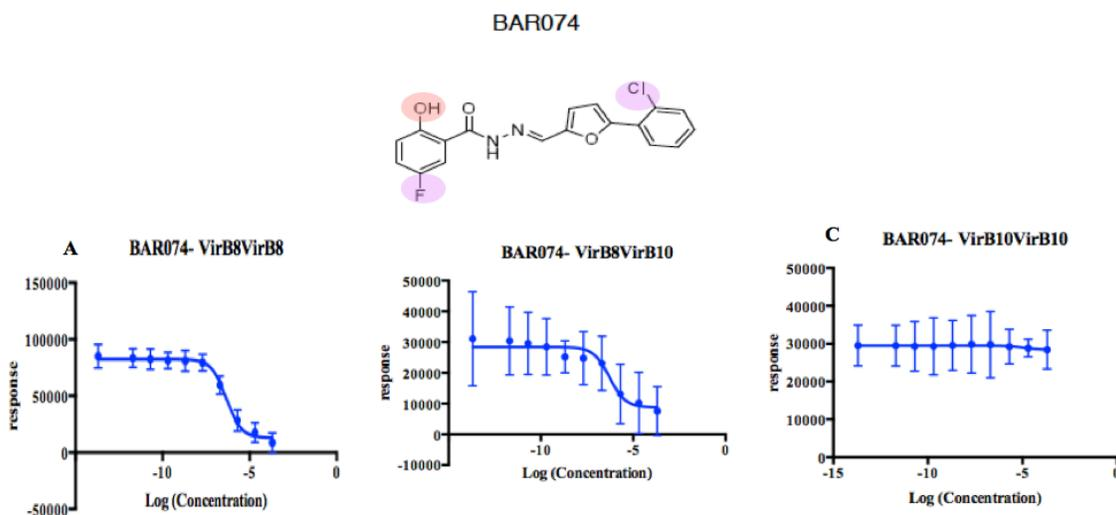 BAR074
OH
O
N
N
H
O
Cl
F
A
BAR074- VirB8VirB8
150000
100000
50000
0
-50000
response
-10
-5
0
Log (Concentration)
BAR074- VirB8VirB10
50000
40000
30000
20000
10000
0
-10000
response
-10
-5
0
Log (Concentration)
C
BAR074- VirB10VirB10
50000
40000
30000
20000
10000
0
response
-15
-10
-5
Log (Concentration)